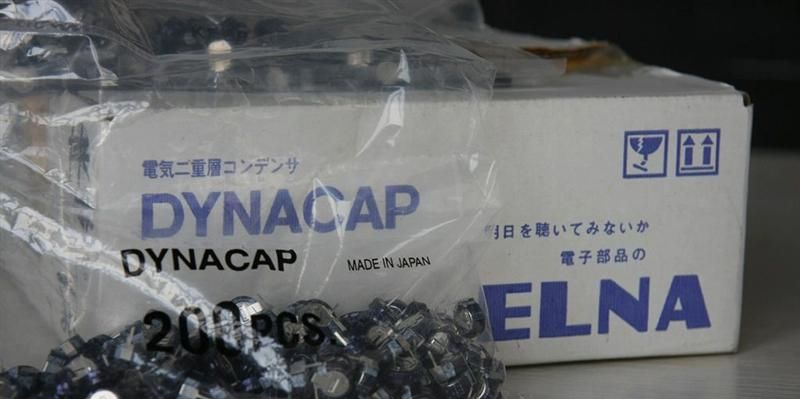 電気二重層コンデンサ
DYNACAP
DYNACAP
MADE IN JAPAN
200PCS.
日を聴いてみないか
電子部品の
ELNA